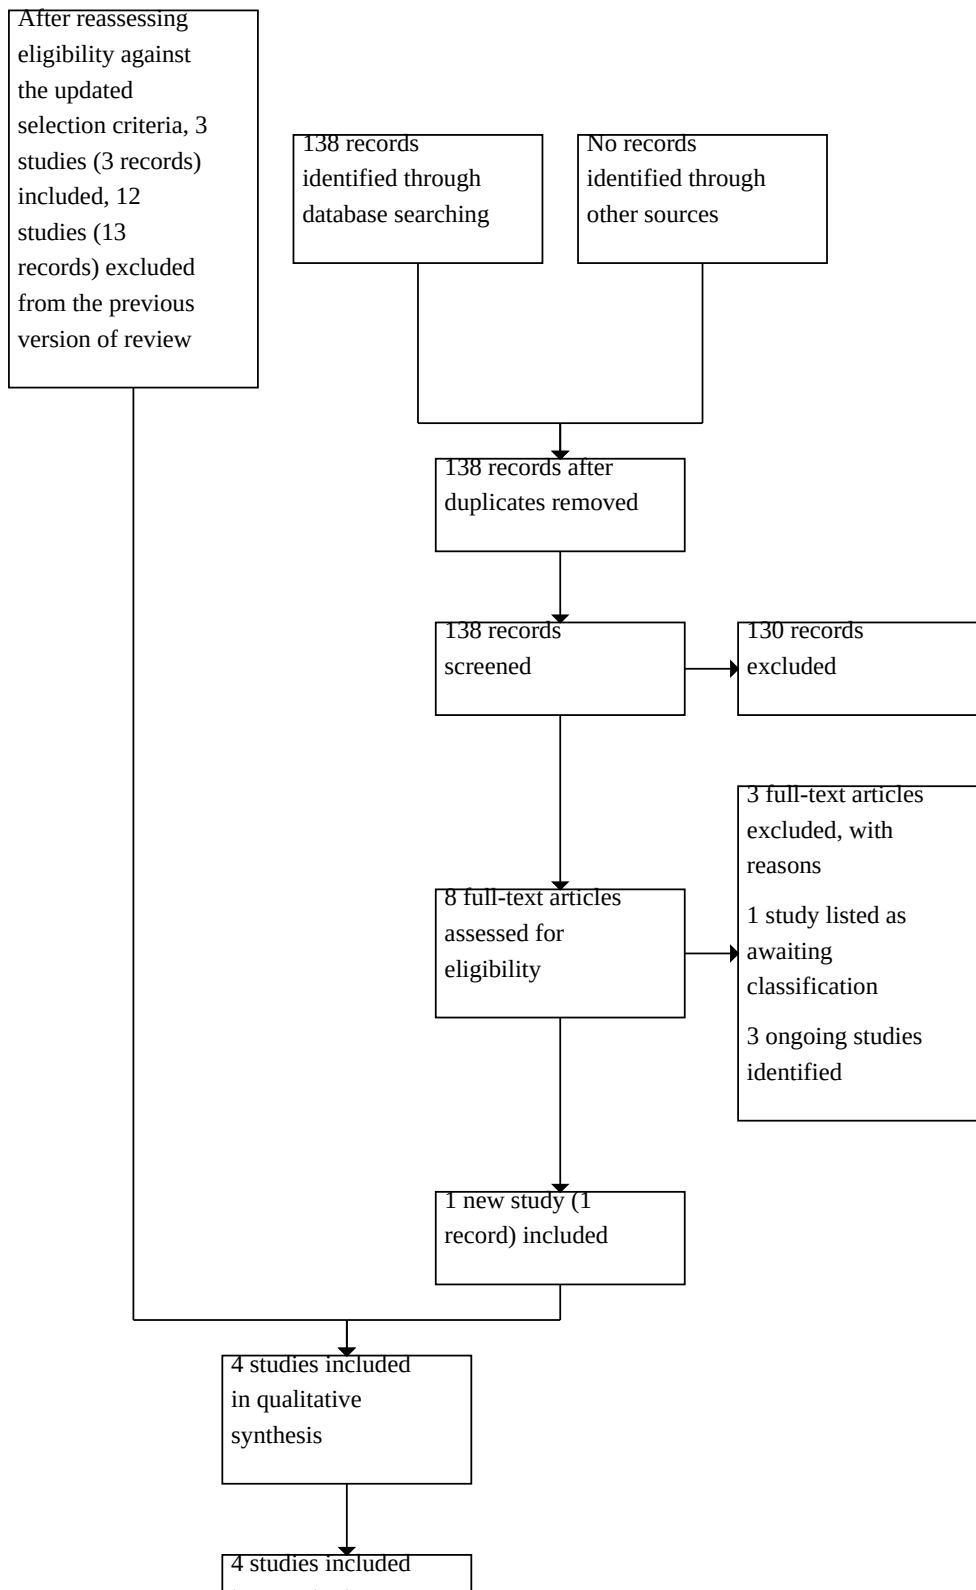 After reassessing
eligibility against
the updated
selection criteria, 3
studies (3 records)
included, 12
studies (13
records) excluded
from the previous
version of review
138 records
identified through
database searching
No records
identified through
other sources
138 records after
duplicates removed
138 records
screened
130 records
excluded
8 full-text articles
assessed for
eligibility
3 full-text articles
excluded, with
reasons
1 study listed as
awaiting
classification
3 ongoing studies
identified
1 new study (1
record) included
4 studies included
in qualitative
synthesis
4 studies included